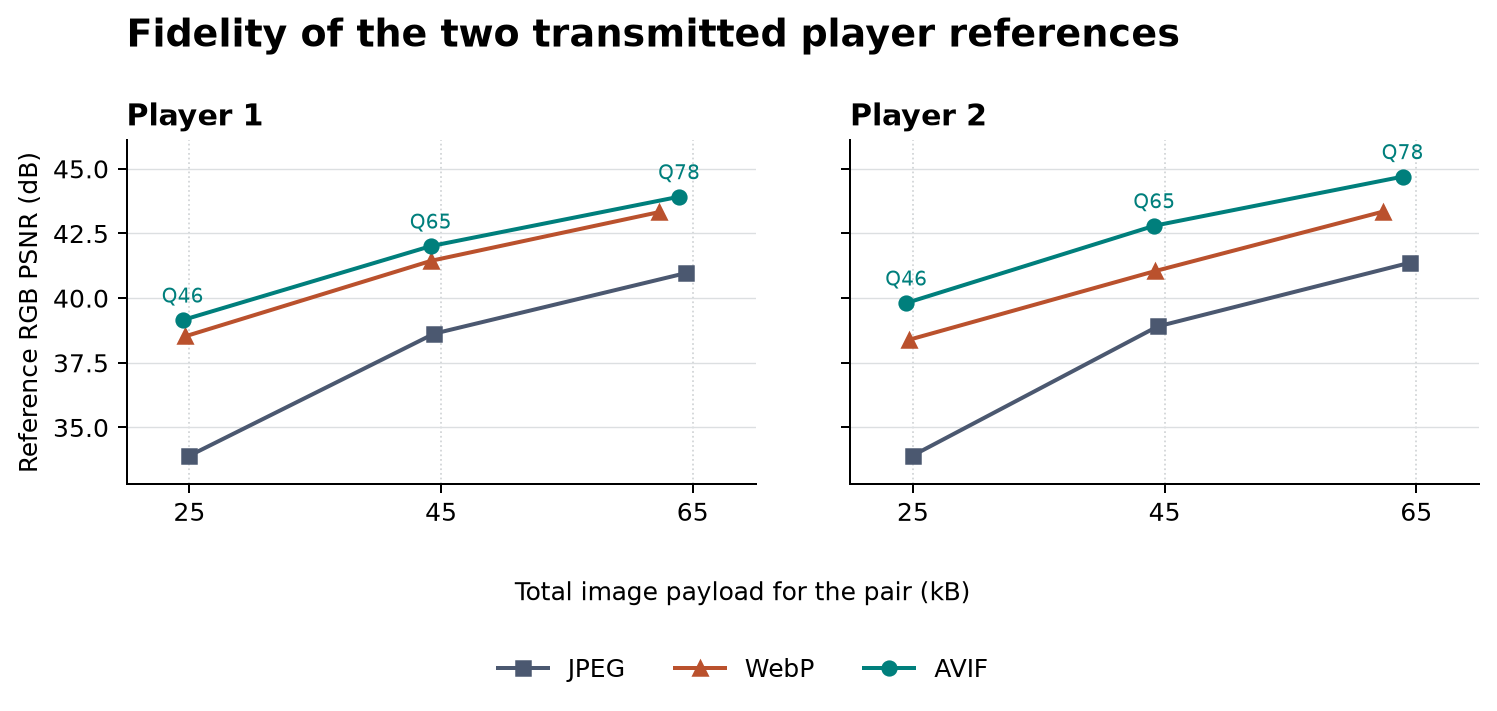 Fidelity of the two transmitted player references
Player 1
Player 2
Reference RGB PSNR (dB)
45.0
42.5
40.0
37.5
35.0
Q46
Q65
Q78
Q46
Q65
Q78
25
45
65
25
45
65
Total image payload for the pair (kB)
JPEG
WebP
AVIF